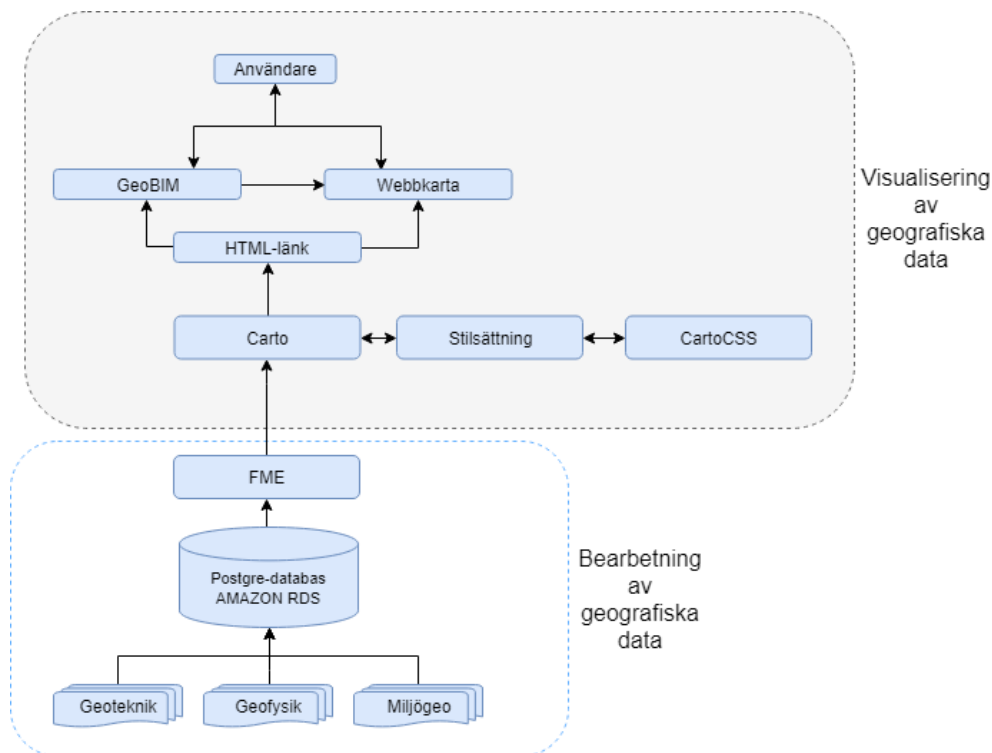 Användare
GeoBIM
Webbkarta
HTML-länk
Carto
Stilsättning
CartoCSS
Visualisering
av
geografiska
data
FME
Postgre-databas
AMAZON RDS
Bearbetning
av
geografiska
data
Geoteknik
Geofysik
Miljögeo